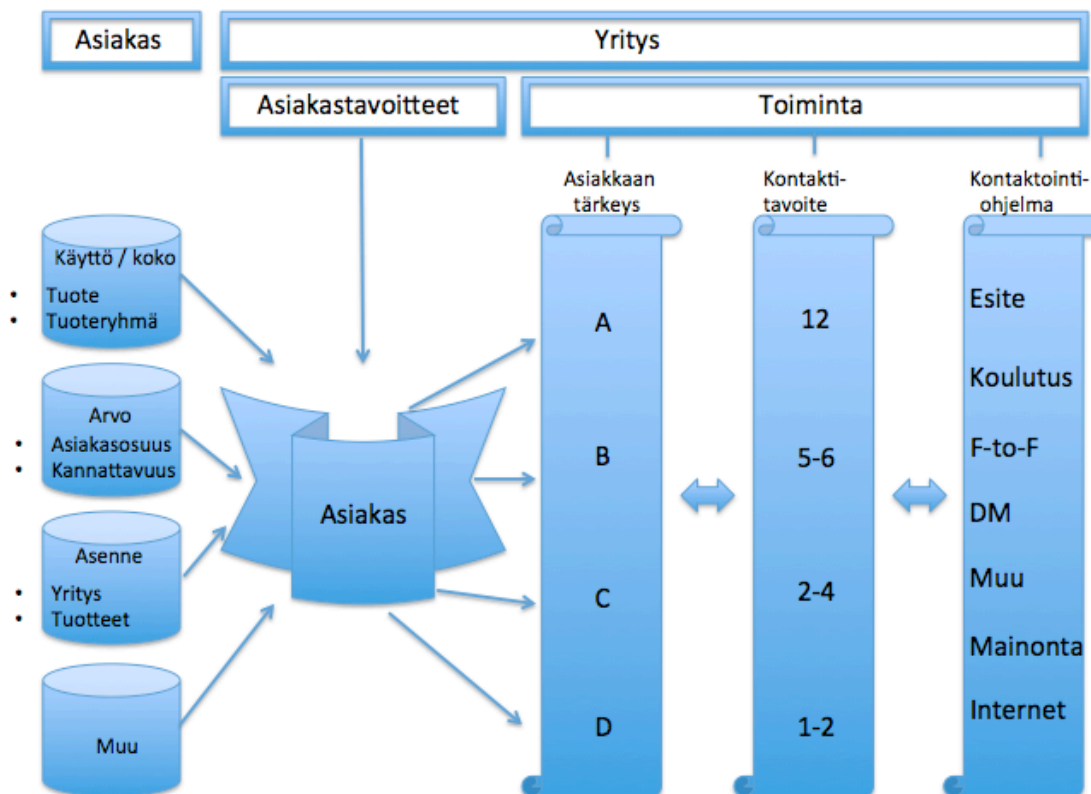 Asiakas
Yritys
Asiakastavoitteet
Toiminta
Asiakkaan
tärkeys
Kontakti-
tavoite
Kontaktointi-
ohjelma
Käyttö / koko
• Tuote
• Tuoteryhmä
Arvo
• Asiakasosuus
• Kannattavuus
Asenne
• Yritys
• Tuotteet
Muu
Asiakas
A
B
C
D
12
5-6
2-4
1-2
Esite
Koulutus
F-to-F
DM
Muu
Mainonta
Internet